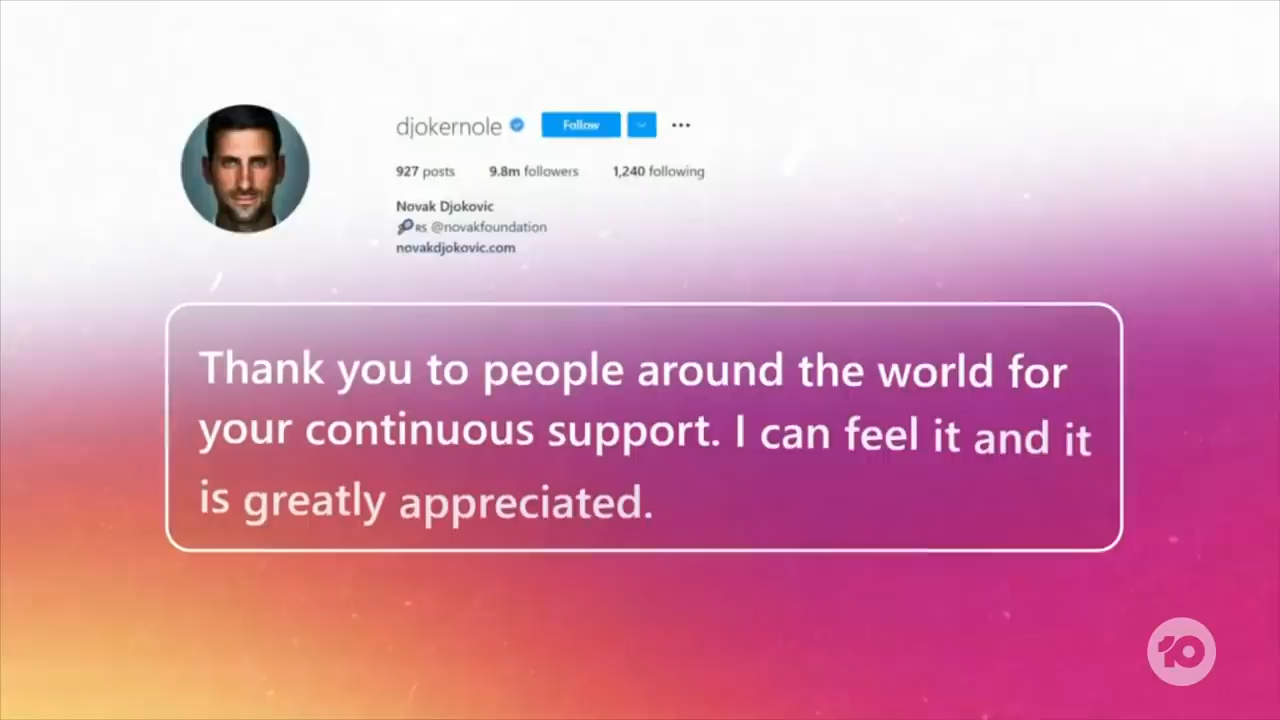 djokernole Follow
927 posts 9.8m followers 1,240 following
Novak Djokovic
RS @novakfoundation
novakdjokovic.com
Thank you to people around the world for
your continuous support. I can feel it and it
is greatly appreciated.
10